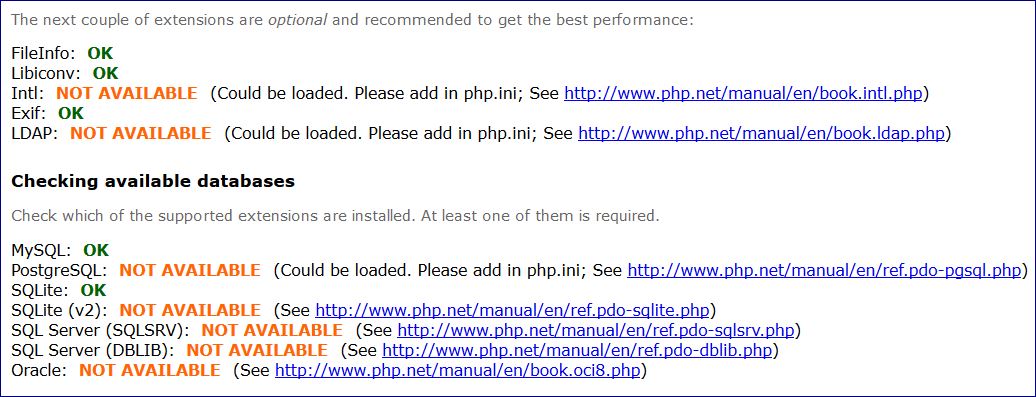 The next couple of extensions are optional and recommended to get the best performance:
FileInfo: OK
Libiconv: OK
Intl: NOT AVAILABLE (Could be loaded. Please add in php.ini; See http://www.php.net/manual/en/book.intl.php)
Exif: OK
LDAP: NOT AVAILABLE (Could be loaded. Please add in php.ini; See http://www.php.net/manual/en/book.ldap.php)
Checking available databases
Check which of the supported extensions are installed. At least one of them is required.
MySQL: OK
PostgreSQL: NOT AVAILABLE (Could be loaded. Please add in php.ini; See http://www.php.net/manual/en/ref.pdo-pgsql.php)
SQLite: OK
SQLite (v2): NOT AVAILABLE (See http://www.php.net/manual/en/ref.pdo-sqlite.php)
SQL Server (SQLSRV): NOT AVAILABLE (See http://www.php.net/manual/en/ref.pdo-sqlsrv.php)
SQL Server (DBLIB): NOT AVAILABLE (See http://www.php.net/manual/en/ref.pdo-dblib.php)
Oracle: NOT AVAILABLE (See http://www.php.net/manual/en/book.oci8.php)